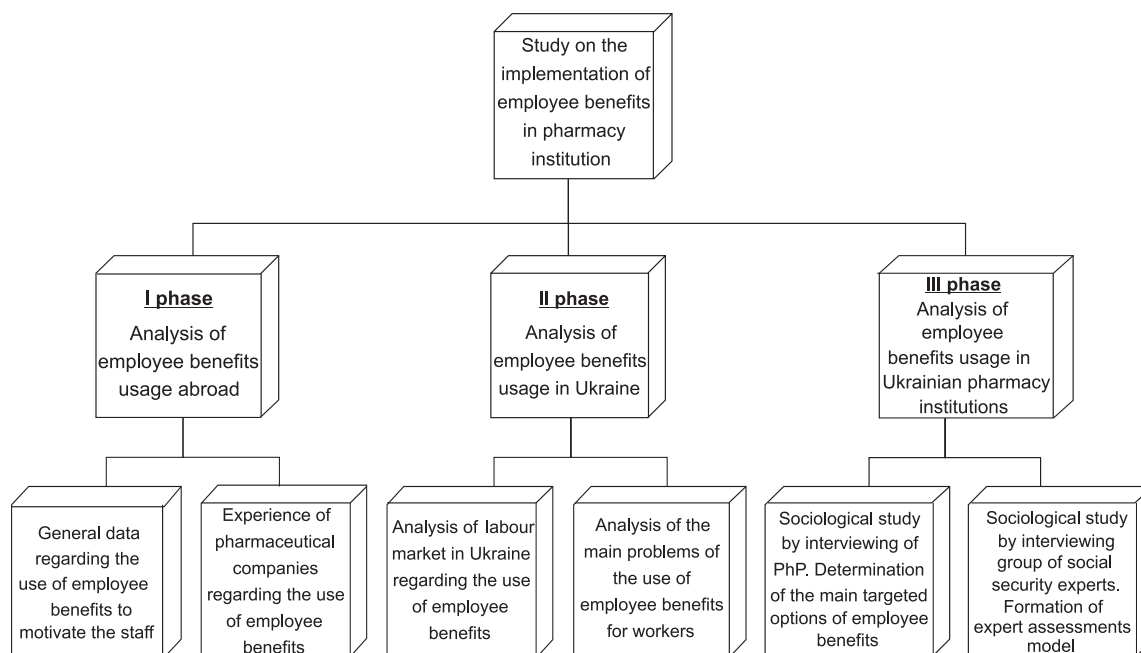 Study on the
implementation of
employee benefits
in pharmacy
institution
I phase
Analysis of
employee benefits
usage abroad
II phase
Analysis of
employee benefits
usage in Ukraine
III phase
Analysis of
employee
benefits usage in
Ukrainian pharmacy
institutions
General data
regarding the
use of employee
benefits to
motivate the staff
Experience of
pharmaceutical
companies
regarding the use
of employee
benefits
Analysis of labour
market in Ukraine
regarding the use
of employee
benefits
Analysis of the
main problems of
the use of
employee benefits
for workers
Sociological study
by interviewing of
PhP. Determination
of the main targeted
options of employee
benefits
Sociological study
by interviewing
group of social
security experts.
Formation of
expert assessments
model